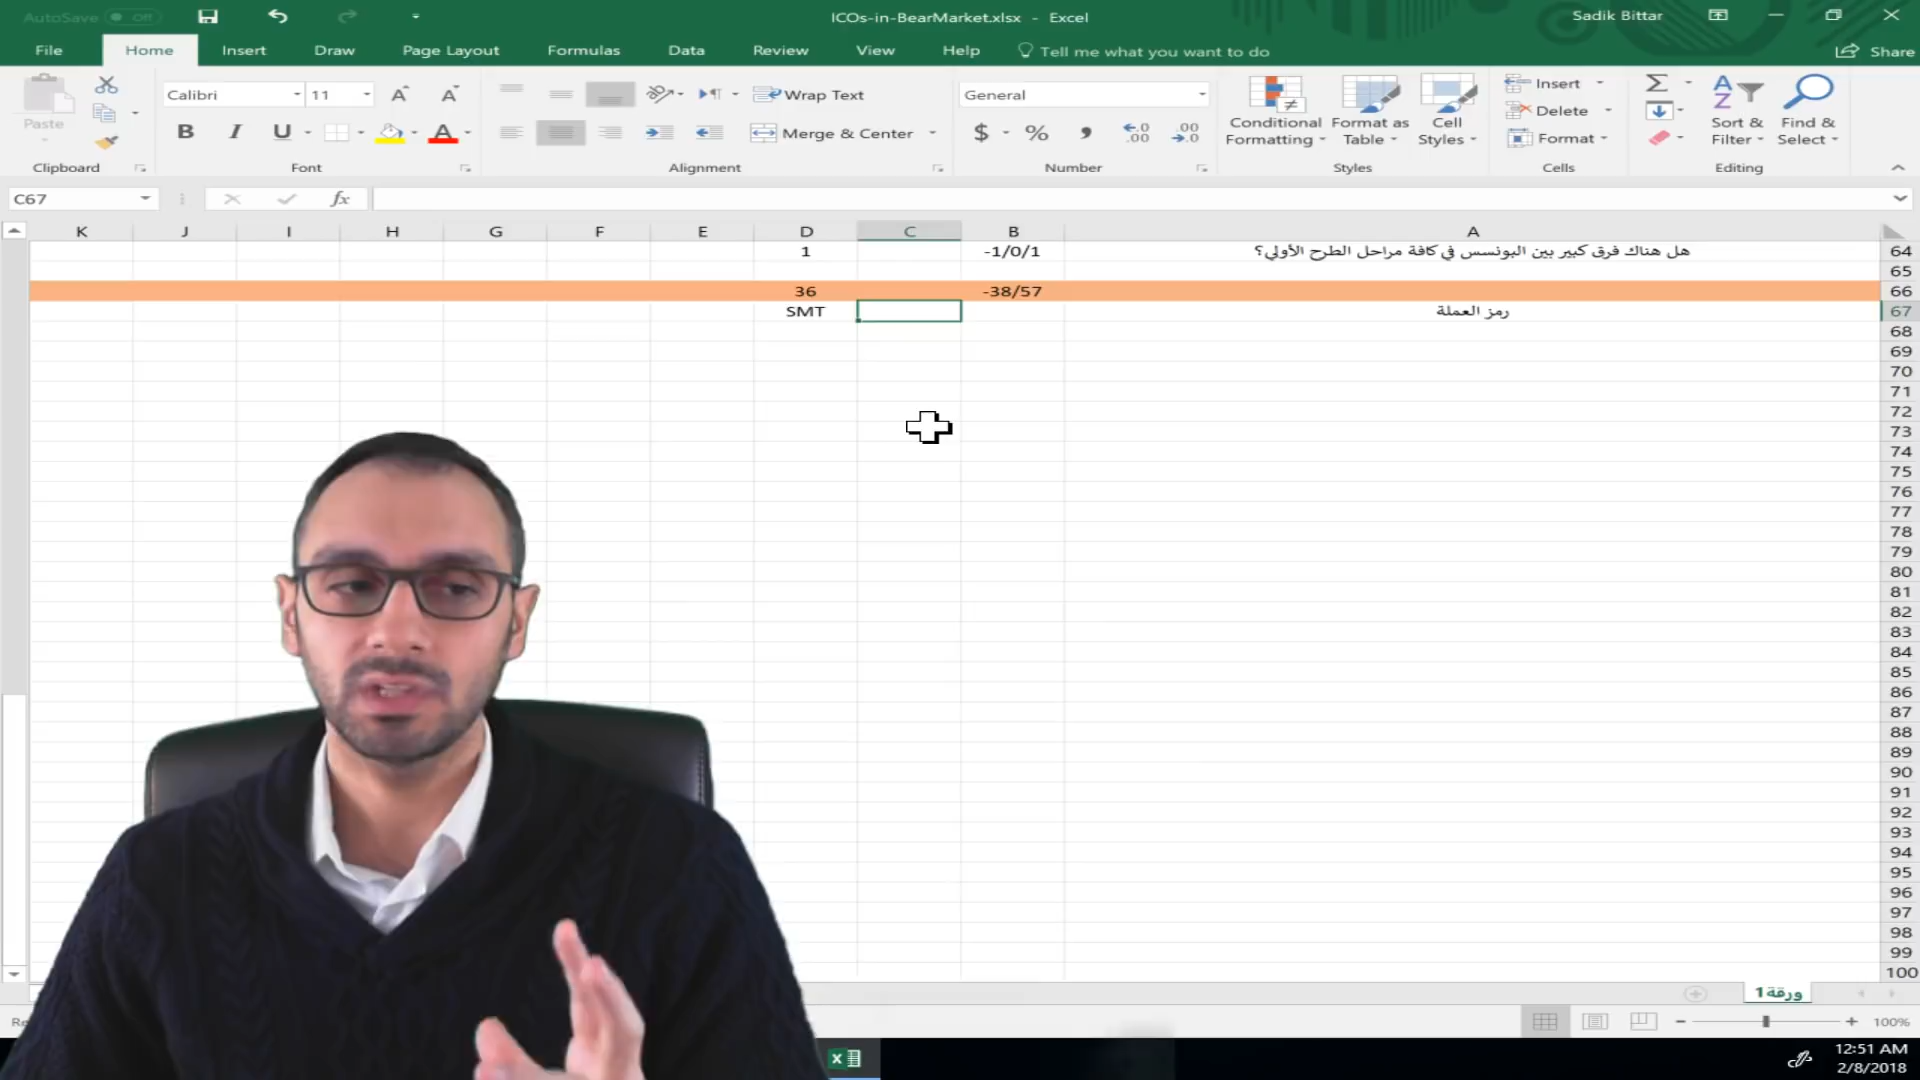 AutoSave Off
ICOs-in-BearMarket.xlsx - Excel
Sadik Bittar
File Home Insert Draw Page Layout Formulas Data Review View Help Tell me what you want to do Share
Paste
Calibri 11
Wrap Text
General
Merge & Center
$ % ,
Conditional Formatting
Format as Table
Cell Styles
Insert
Delete
Format
Sort & Filter
Find & Select
Clipboard Font Alignment Number Styles Cells Editing
C67
fx
K J I H G F E D C B A
هل هناك فرق كبير بين البونسس في كافة مراحل الطرح الأولي؟ -1/0/1 1
64
65
-38/57 36
66
رمز العملة SMT
67
68
69
70
71
72
73
74
75
76
77
78
79
80
81
82
83
84
85
86
87
88
89
90
91
92
93
94
95
96
97
98
99
100
ورقة1
100%
12:51 AM
2/8/2018